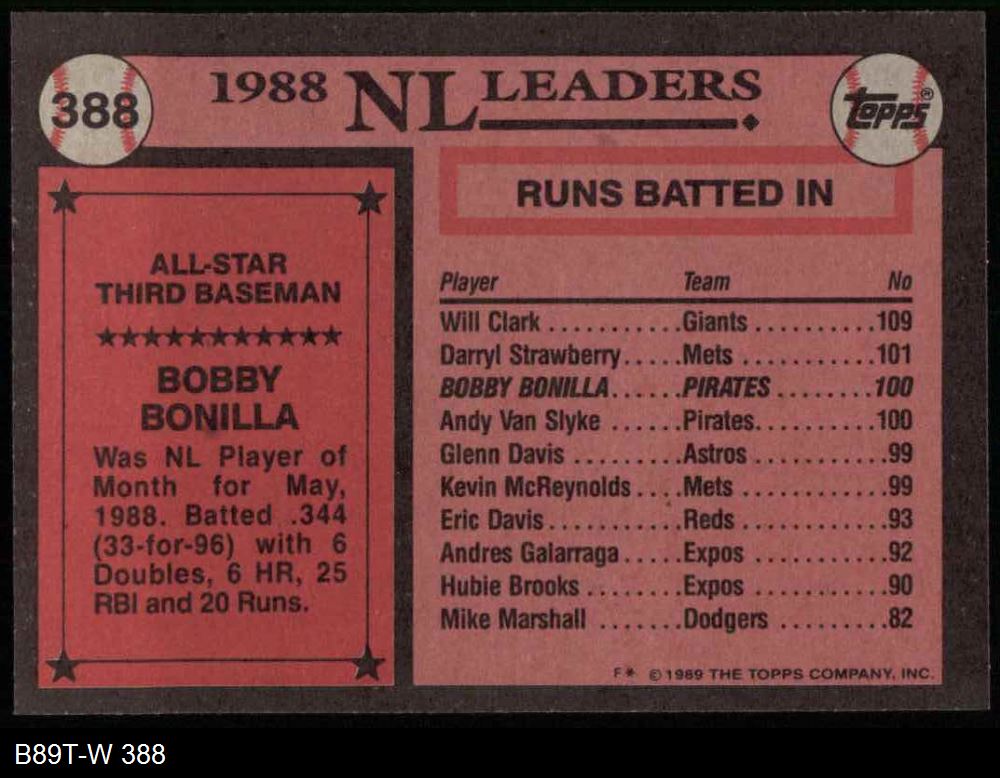 388
1988 NL LEADERS
TOPPS®
ALL-STAR
THIRD BASEMAN
BOBBY
BONILLA
Was NL Player of
Month for May,
1988. Batted .344
(33-for-96) with 6
Doubles, 6 HR, 25
RBI and 20 Runs.
RUNS BATTED IN
Player Team No
Will Clark ...........Giants ..........109
Darryl Strawberry.....Mets ............101
BOBBY BONILLA......PIRATES ........100
Andy Van Slyke ......Pirates..........100
Glenn Davis .........Astros ...........99
Kevin McReynolds....Mets .............99
Eric Davis...........Reds .............93
Andres Galarraga.....Expos ...........92
Hubie Brooks ........Expos ...........90
Mike Marshall .......Dodgers .........82
F* © 1989 THE TOPPS COMPANY, INC.
B89T-W 388